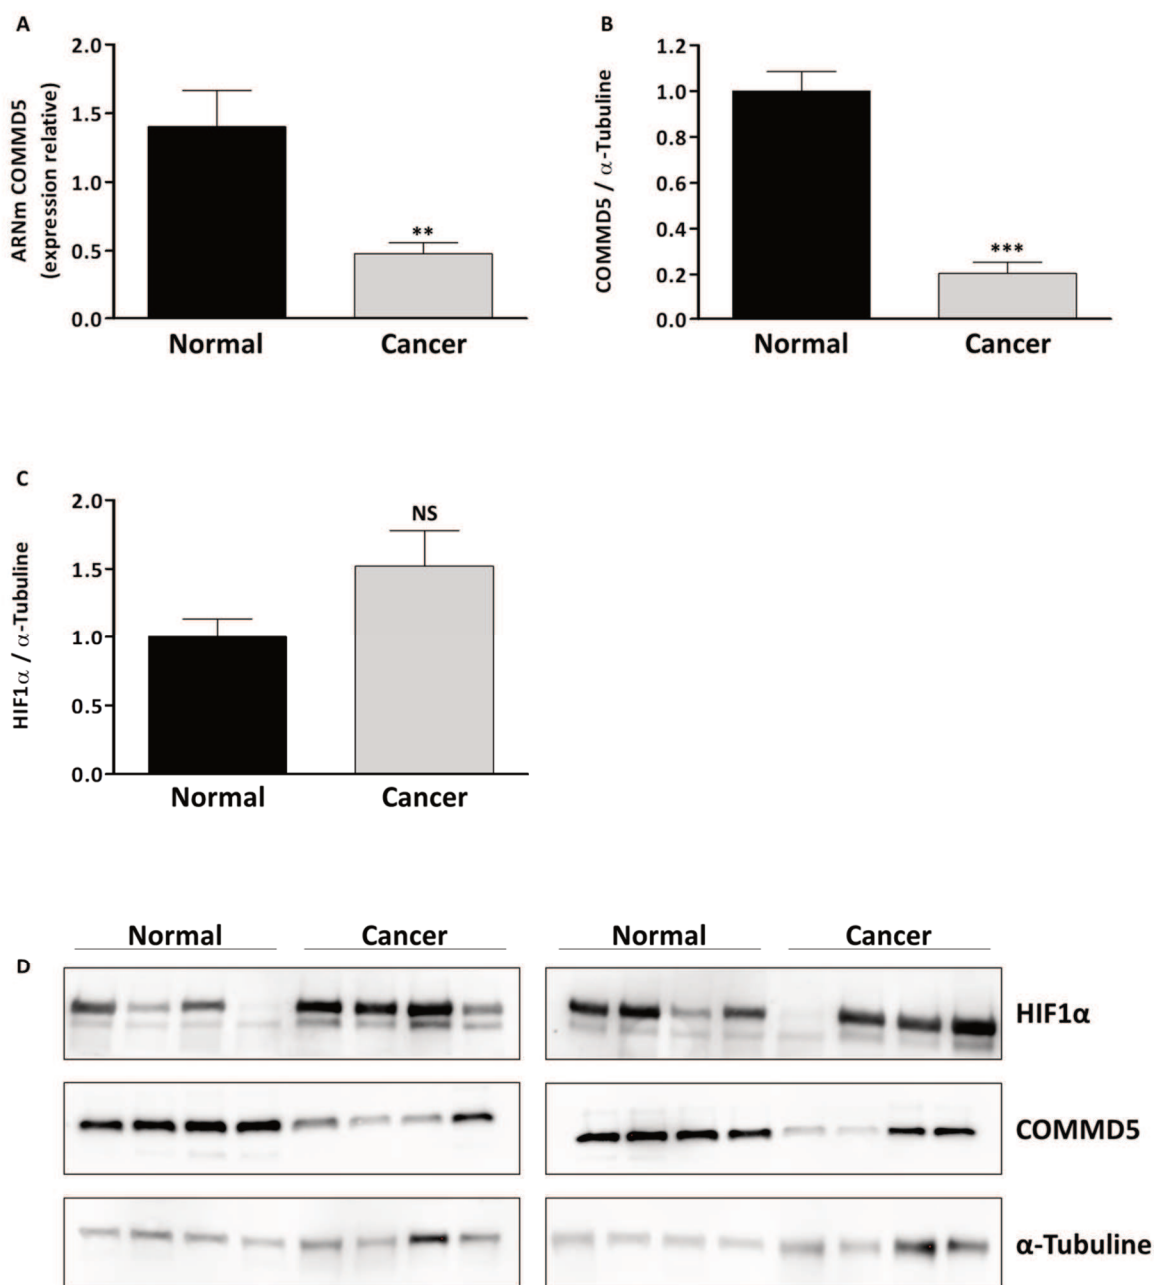 A
ARNm COMMD5
(expression relative)
2.0
1.5
1.0
0.5
0.0
**
Normal
Cancer
B
COMMD5 / α-Tubuline
1.2
1.0
0.8
0.6
0.4
0.2
0.0
***
Normal
Cancer
C
HIF1α / α-Tubuline
2.0
1.5
1.0
0.5
0.0
NS
Normal
Cancer
D
Normal
Cancer
Normal
Cancer
HIF1α
COMMD5
α-Tubuline